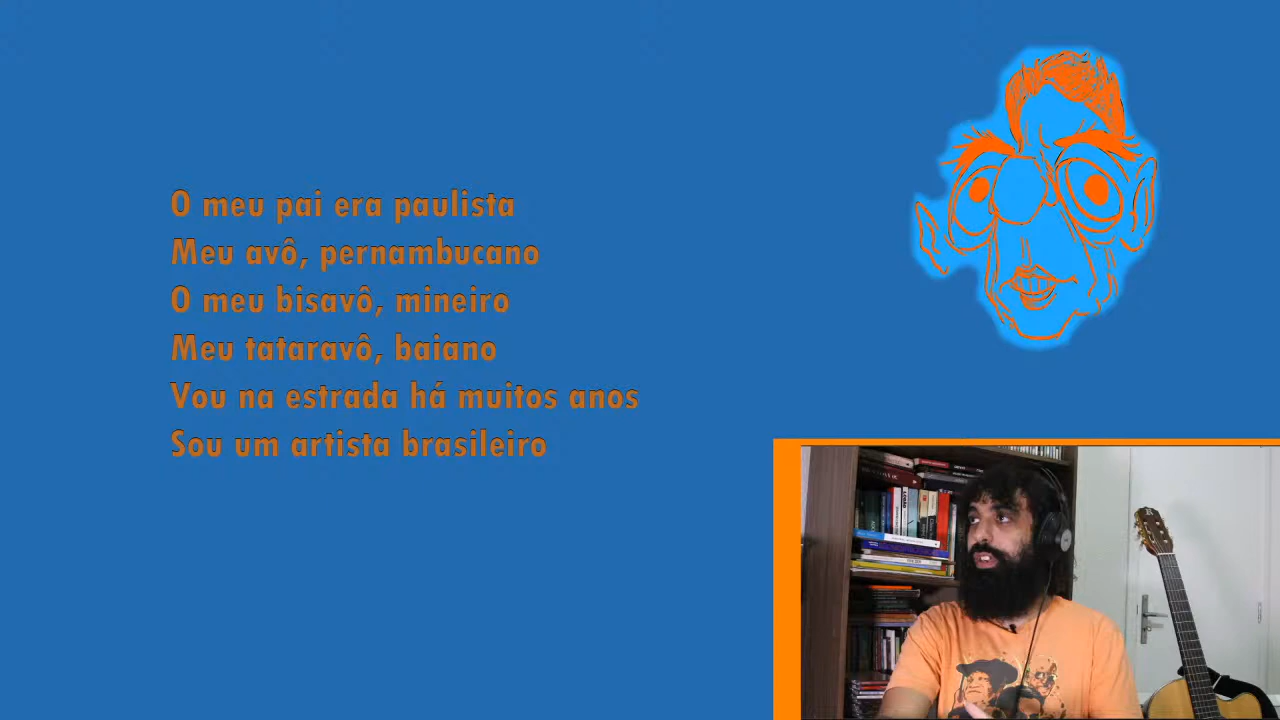 O meu pai era paulista
Meu avô, pernambucano
O meu bisavô, mineiro
Meu tataravô, baiano
Vou na estrada há muitos anos
Sou um artista brasileiro